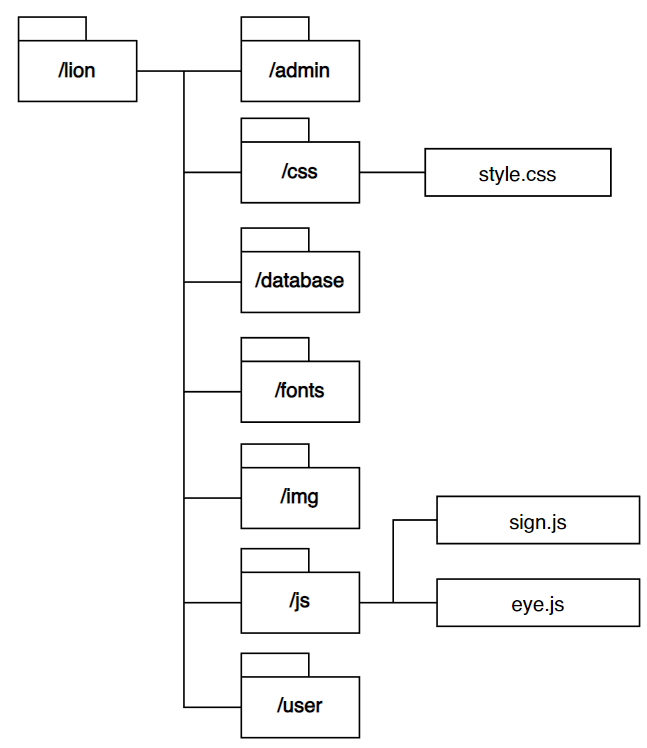 /lion
/admin
/css
style.css
/database
/fonts
/img
/js
sign.js
eye.js
/user